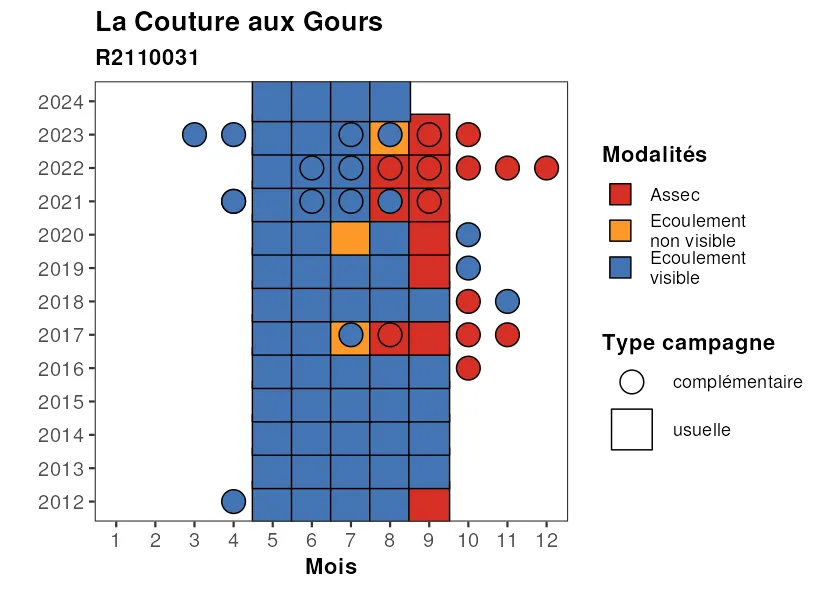 La Couture aux Gours
R2110031
2024
2023
2022
2021
2020
2019
2018
2017
2016
2015
2014
2013
2012
1 2 3 4 5 6 7 8 9 10 11 12
Mois
Modalités
Assec
Ecoulement
non visible
Ecoulement
visible
Type campagne
complémentaire
usuelle